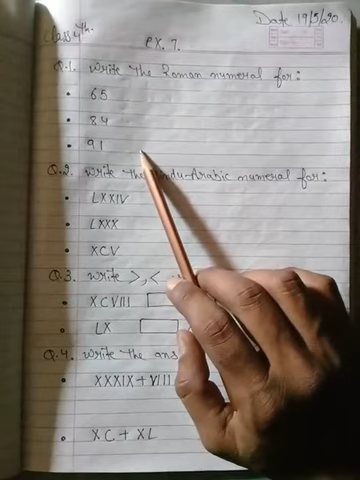 Date 19/5/20.
Class 4th.
EX. 7.
Q.1. Write The Roman numeral for:
• 65
• 84
• 91
Q.2. Write The Hindu-Arabic numeral for:
• LXXIV
• LXXX
• XCV
Q.3. Write >, <
• XCVIII
• LX
Q.4. Write The ans
• XXXIX + VIII
• XC + XL